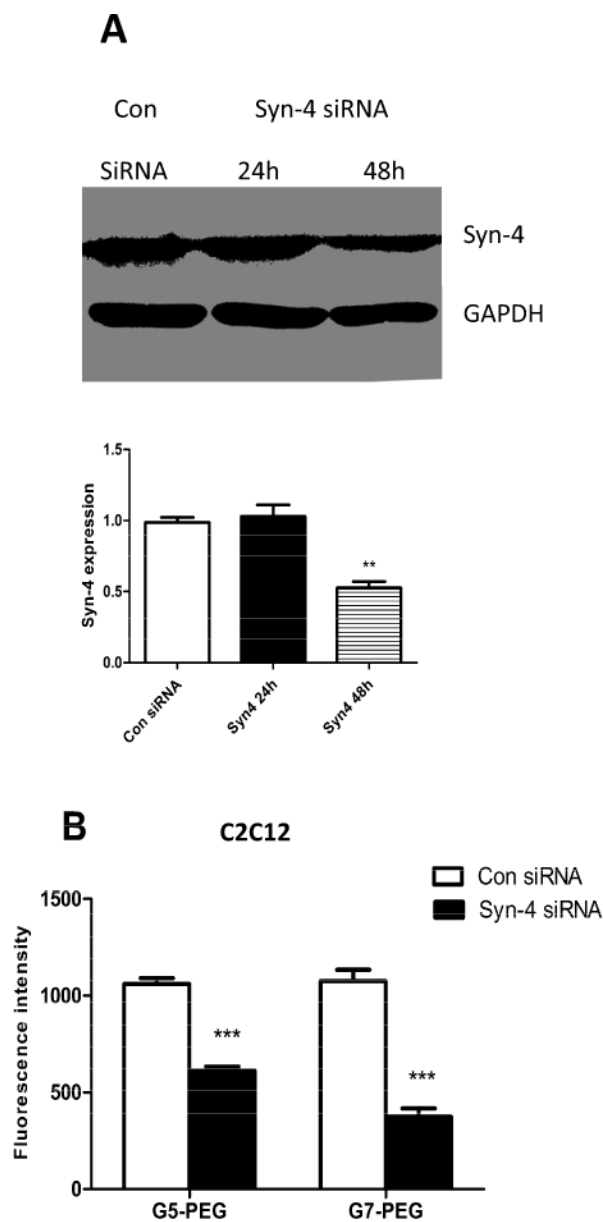 A
Con Syn-4 siRNA
SiRNA 24h 48h
Syn-4
GAPDH
1.5
1.0
0.5
0.0
Syn-4 expression
**
Con siRNA
Syn4 24h
Syn4 48h
B
C2C12
Con siRNA
Syn-4 siRNA
1500
1000
500
0
Fluorescence intensity
***
***
G5-PEG G7-PEG